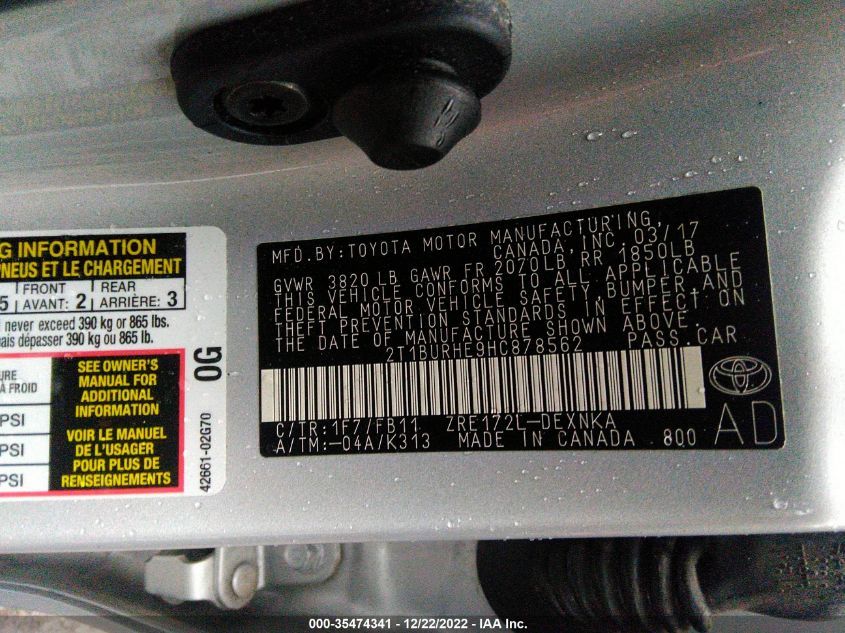 G INFORMATION
PNEUS ET LE CHARGEMENT
5 FRONT AVANT: 2 REAR ARRIÈRE: 3
never exceed 390 kg or 865 lbs.
ais dépasser 390 kg ou 865 lb.
URE
À FROID
PSI
PSI
PSI
SEE OWNER'S
MANUAL FOR
ADDITIONAL
INFORMATION
VOIR LE MANUEL
DE L'USAGER
POUR PLUS DE
RENSEIGNEMENTS
0G
42661-02G70
MFD.BY:TOYOTA MOTOR MANUFACTURING,
CANADA,INC. 03/17
GVWR 3820 LB GAWR FR 2070LB RR 1850LB
THIS VEHICLE CONFORMS TO ALL APPLICABLE
FEDERAL MOTOR VEHICLE SAFETY, BUMPER, AND
THEFT PREVENTION STANDARDS IN EFFECT ON
THE DATE OF MANUFACTURE SHOWN ABOVE.
2T1BURHE9HC878562 PASS.CAR
C/TR:1F7/FB11 ZRE172L-DEXNKA
A/TM:-04A/K313 MADE IN CANADA 800
AD
000-35474341 - 12/22/2022 - IAA Inc.